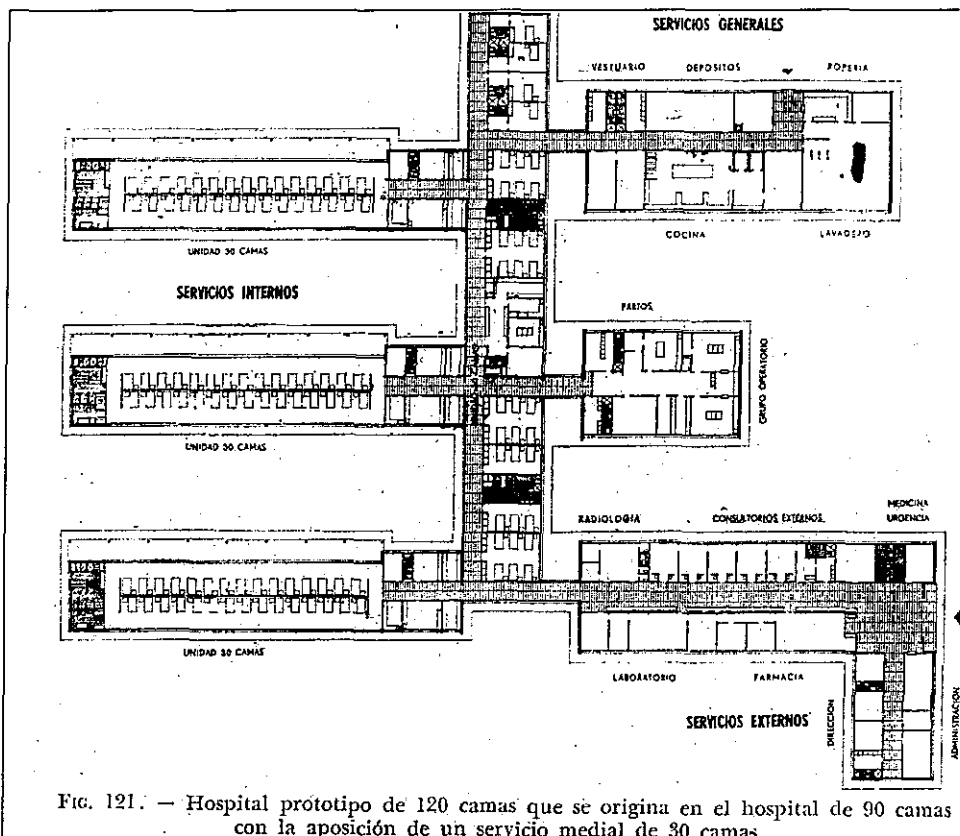 SERVICIOS GENERALES
VESTUARIO DEPOSITOS ROPERIA
COCINA LAVADERO
UNIDAD 30 CAMAS
SERVICIOS INTERNOS
PARTOS
GRUPO OPERATORIO
UNIDAD 30 CAMAS
RADIOLOGIA CONSULTORIOS EXTERNOS MEDICINA
URGENCIA
UNIDAD 30 CAMAS
LABORATORIO FARMACIA
SERVICIOS EXTERNOS
DIRECCION
ADMINISTRACION
FIG. 121. — Hospital prototipo de 120 camas que se origina en el hospital de 90 camas
con la aposición de un servicio medial de 30 camas